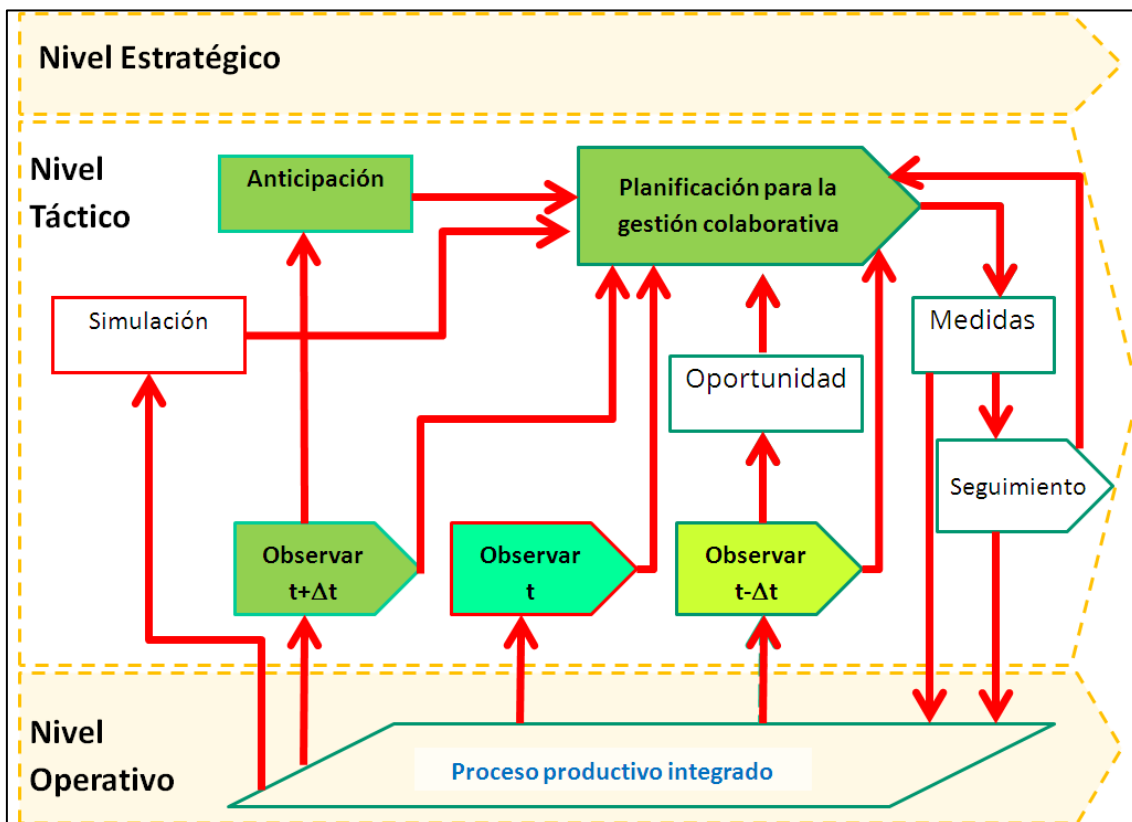 Nivel Estratégico
Nivel
Táctico
Anticipación
Planificación para la
gestión colaborativa
Simulación
Medidas
Oportunidad
Seguimiento
Observar
t+Δt
Observar
t
Observar
t-Δt
Nivel
Operativo
Proceso productivo integrado